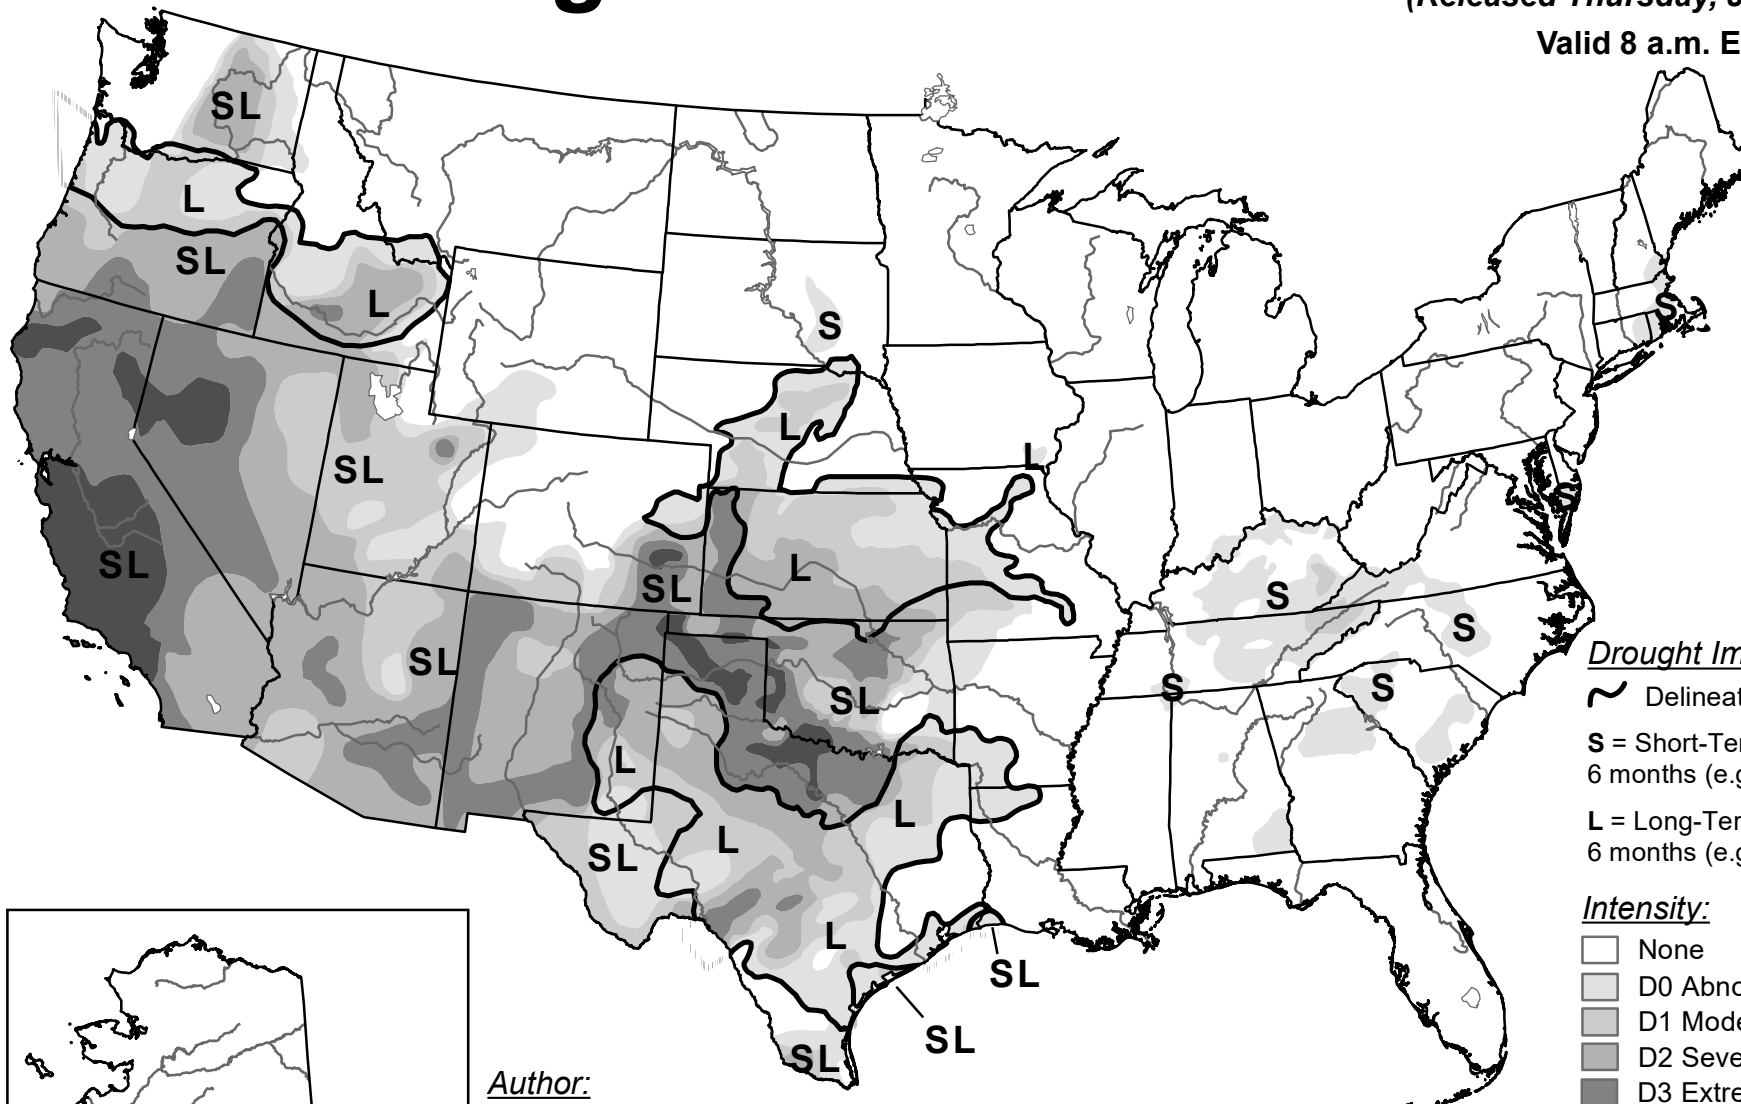 g
(Released Thursday,
Valid 8 a.m. E
SL
L
SL
L
S
S
L
L
SL
S
SL
L
SL
S
S
SL
SL
S
S
L
L
L
SL
L
SL
SL
SL
Drought Im
Delineat
S = Short-Ter
6 months (e.g
L = Long-Ter
6 months (e.g
Intensity:
None
D0 Abno
D1 Mode
D2 Seve
D3 Extre
Author: